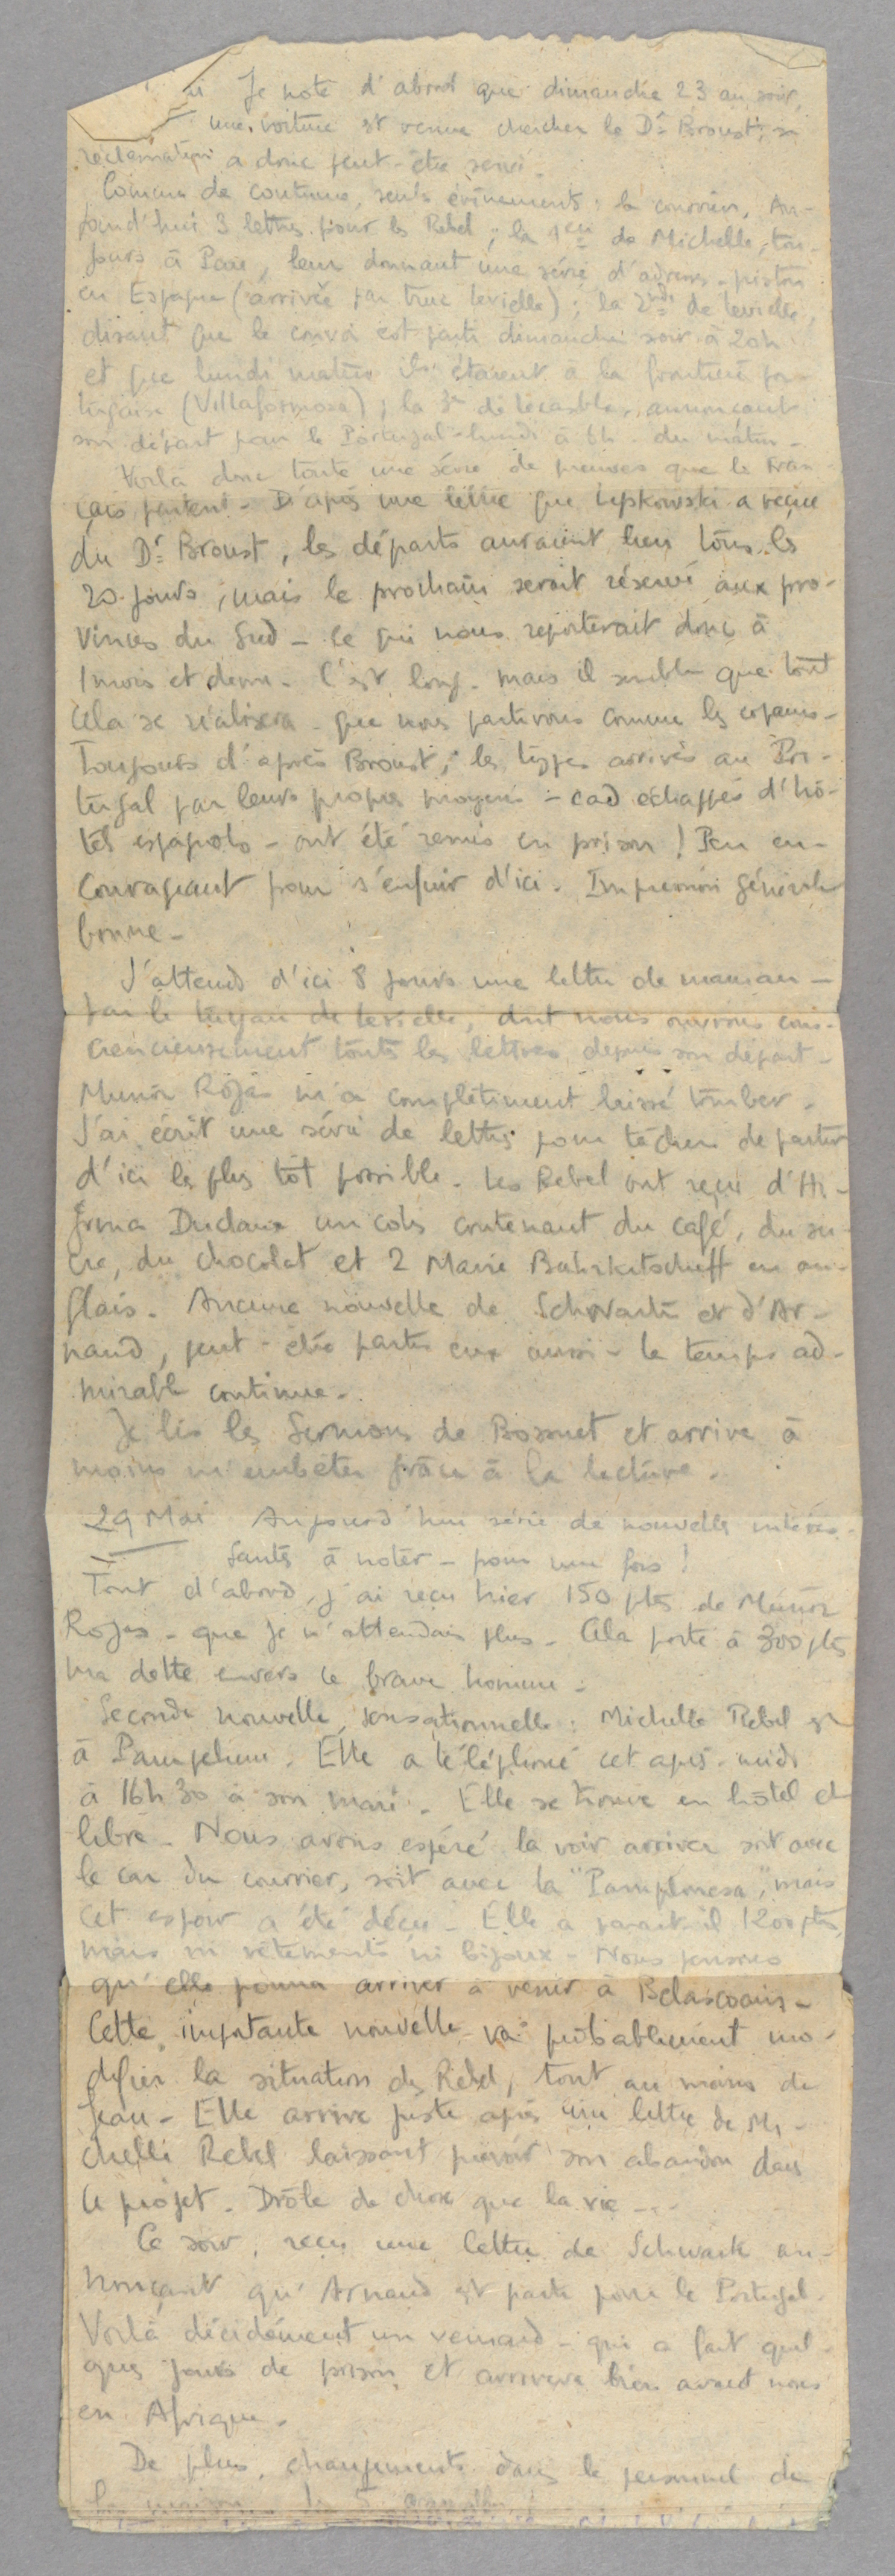 Je note d'abord que dimanche 23 au soir,
une voiture est venue chercher le Dr Broust ; sa
réclamation a donc peut-être servi.
Comme de coutume, seuls évènements : le courrier. Au-
jourd'hui 3 lettres pour les Rebel ; la 1ère de Michelle, tou-
jours à Paris, leur donnant une série d'adresses-pistons
en Espagne (arrivée par truc Levielle) ; la 2nde de Levielle,
disant que le convoi est parti dimanche soir à 20h
et que lundi matin ils étaient à la frontière por-
tugaise (Villaformosa) ; la 3e de annonçant
son départ pour le Portugal lundi à 6h du matin -
Voilà donc toute une série de preuves que les Fran-
çais partent - D'après une lettre que Lipkowski a reçue
du Dr Broust, les départs auraient lieu tous les
20 jours ; mais le prochain serait réservé aux pro-
vinces du Sud - ce qui nous reporterait donc à
1 mois et demi - C'est long - mais il semble que tout
cela se réalisera - que nous partirons comme les copains -
Toujours d'après Broust, les types arrivés au Por-
tugal par leurs propres moyens - càd échappés d'hô-
tels espagnols - ont été remis en prison ! Peu en-
courageant pour s'enfuir d'ici. Impression générale
bonne -
J'attends d'ici 8 jours une lettre de maman -
par le tuyau de Levielle, dont nous ouvrons cons-
ciencieusement toutes les lettres depuis son départ -
Munoz Rojas m'a complètement laissé tomber -
J'ai écrit une série de lettres pour tâcher de partir
d'ici le plus tôt possible. Les Rebel ont reçu d'
Duclaux un colis contenant du café, du su-
cre, du chocolat et 2 Marie Bahskirtscheff en an-
glais. Aucune nouvelle de Schwartz et d'Ar-
naud, peut-être partis eux aussi - le temps ad-
mirable continue -
Je lis les Sermons de Bossuet et arrive à
moins m'embêter grâce à la lecture.
29 Mai Aujourd'hui série de nouvelles intéres-
santes à noter - pour une fois !
Tout d'abord, j'ai reçu hier 150 ptas de Munoz
Rojas - que je n'attendais plus - Cela porte à 300 ptas
ma dette envers ce brave homme -
Seconde nouvelle, sensationnelle : Michelle Rebel est
à Pampelune. Elle a téléphoné cet après-midi
à 16h30 à son mari. Elle se trouve en hôtel et
libre - Nous avons espéré la voir arriver soit avec
le car du courrier, soit avec la "Pamplonesa", mais
cet espoir a été déçu - Elle a paraît-il 1200 ptas,
mais ni vêtements ni bijoux - Nous pensons
qu'elle pourra arriver à venir à Belascoain -
Cette importante nouvelle va probablement mo-
difier la situation des Rebel, tout au moins de
Jean - Elle arrive juste après une lettre de Mi-
chelle Rebel laissant prévoir son abandon dans
ce projet. Drôle de chose que la vie ---
Ce soir, reçu une lettre de Schwartz an-
nonçant qu'Arnaud est parti pour le Portugal -
Voilà décidément un veinard - qui a fait quel-
ques jours de prison et arrivera bien avant nous
en Afrique.
De plus, changements dans le personnel de
la maison